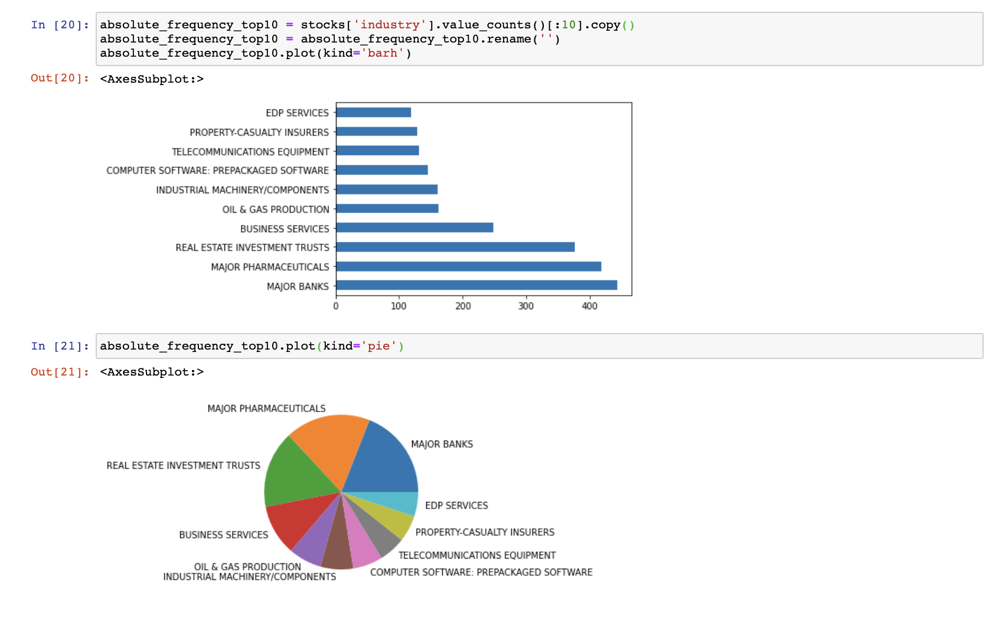 In [20]: absolute_frequency_top10 = stocks['industry'].value_counts()[:10].copy()
absolute_frequency_top10 = absolute_frequency_top10.rename('')
absolute_frequency_top10.plot(kind='barh')
Out[20]: <AxesSubplot:>
EDP SERVICES
PROPERTY-CASUALTY INSURERS
TELECOMMUNICATIONS EQUIPMENT
COMPUTER SOFTWARE: PREPACKAGED SOFTWARE
INDUSTRIAL MACHINERY/COMPONENTS
OIL & GAS PRODUCTION
BUSINESS SERVICES
REAL ESTATE INVESTMENT TRUSTS
MAJOR PHARMACEUTICALS
MAJOR BANKS
0 100 200 300 400
In [21]: absolute_frequency_top10.plot(kind='pie')
Out[21]: <AxesSubplot:>
MAJOR PHARMACEUTICALS
MAJOR BANKS
REAL ESTATE INVESTMENT TRUSTS
EDP SERVICES
PROPERTY-CASUALTY INSURERS
BUSINESS SERVICES
TELECOMMUNICATIONS EQUIPMENT
OIL & GAS PRODUCTION
COMPUTER SOFTWARE: PREPACKAGED SOFTWARE
INDUSTRIAL MACHINERY/COMPONENTS